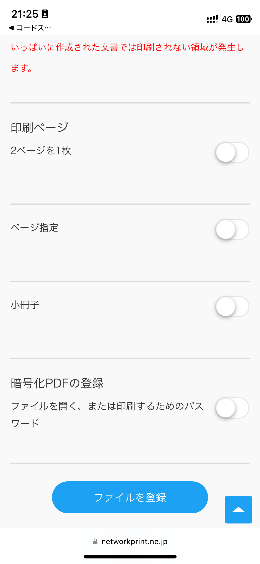 21:25
4G 100
◀ コードス…
いっぱいに作成された文書では印刷されない領域が発生し
ます。
印刷ページ
2ページを1枚
ページ指定
小冊子
暗号化PDFの登録
ファイルを開く、または印刷するためのパス
ワード
ファイルを登録
networkprint.ne.jp